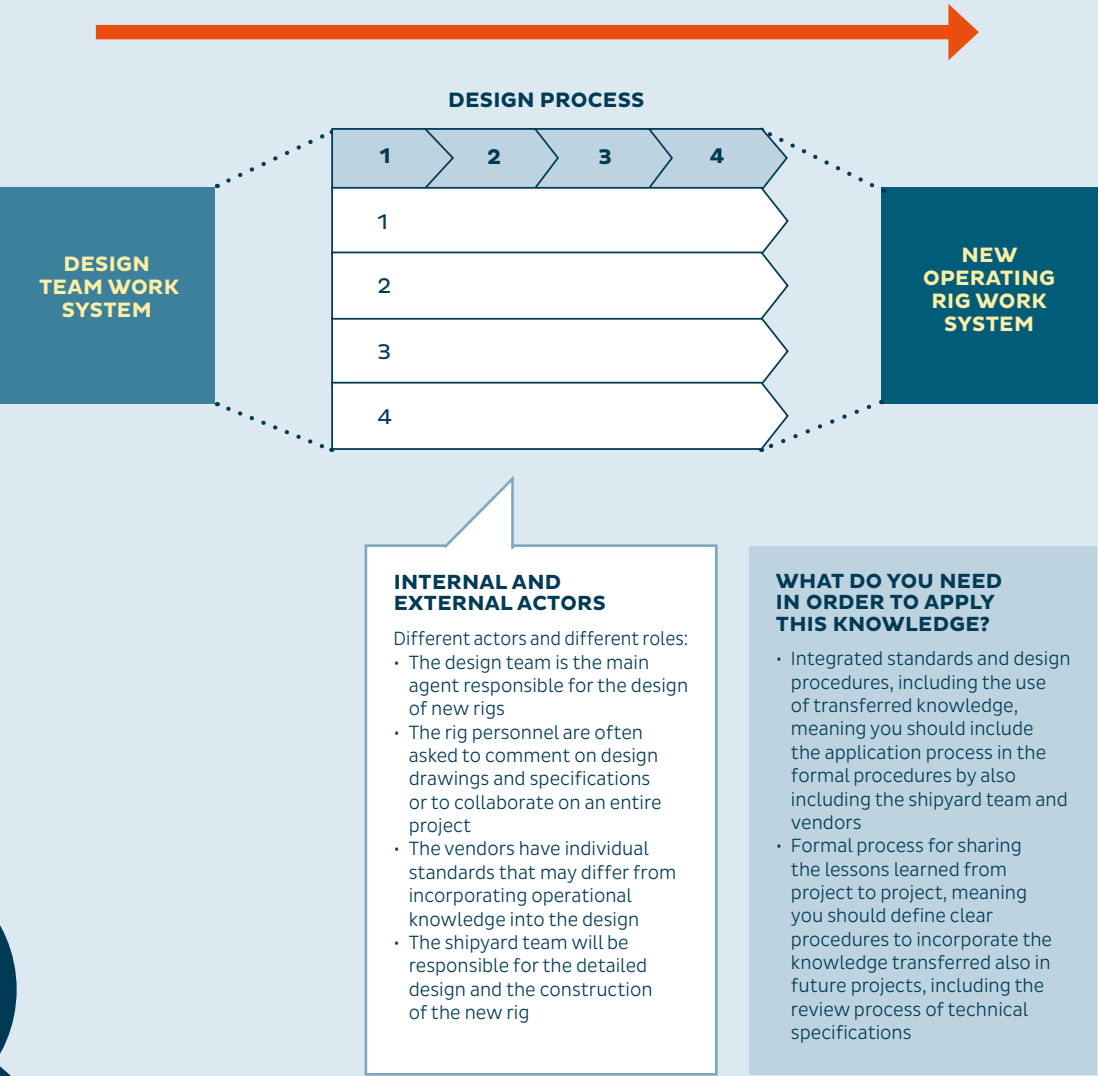 DESIGN PROCESS
1 2 3 4
1
2
3
4
DESIGN
TEAM WORK
SYSTEM
NEW
OPERATING
RIG WORK
SYSTEM
INTERNAL AND
EXTERNAL ACTORS
Different actors and different roles:
• The design team is the main
agent responsible for the design
of new rigs
• The rig personnel are often
asked to comment on design
drawings and specifications
or to collaborate on an entire
project
• The vendors have individual
standards that may differ from
incorporating operational
knowledge into the design
• The shipyard team will be
responsible for the detailed
design and the construction
of the new rig
WHAT DO YOU NEED
IN ORDER TO APPLY
THIS KNOWLEDGE?
• Integrated standards and design
procedures, including the use
of transferred knowledge,
meaning you should include
the application process in the
formal procedures by also
including the shipyard team and
vendors
• Formal process for sharing
the lessons learned from
project to project, meaning
you should define clear
procedures to incorporate the
knowledge transferred also in
future projects, including the
review process of technical
specifications